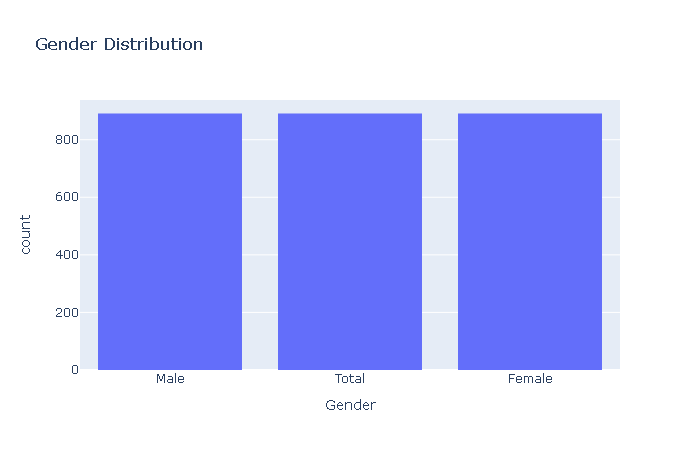 Gender Distribution
800
600
400
200
0
count
Male Total Female
Gender